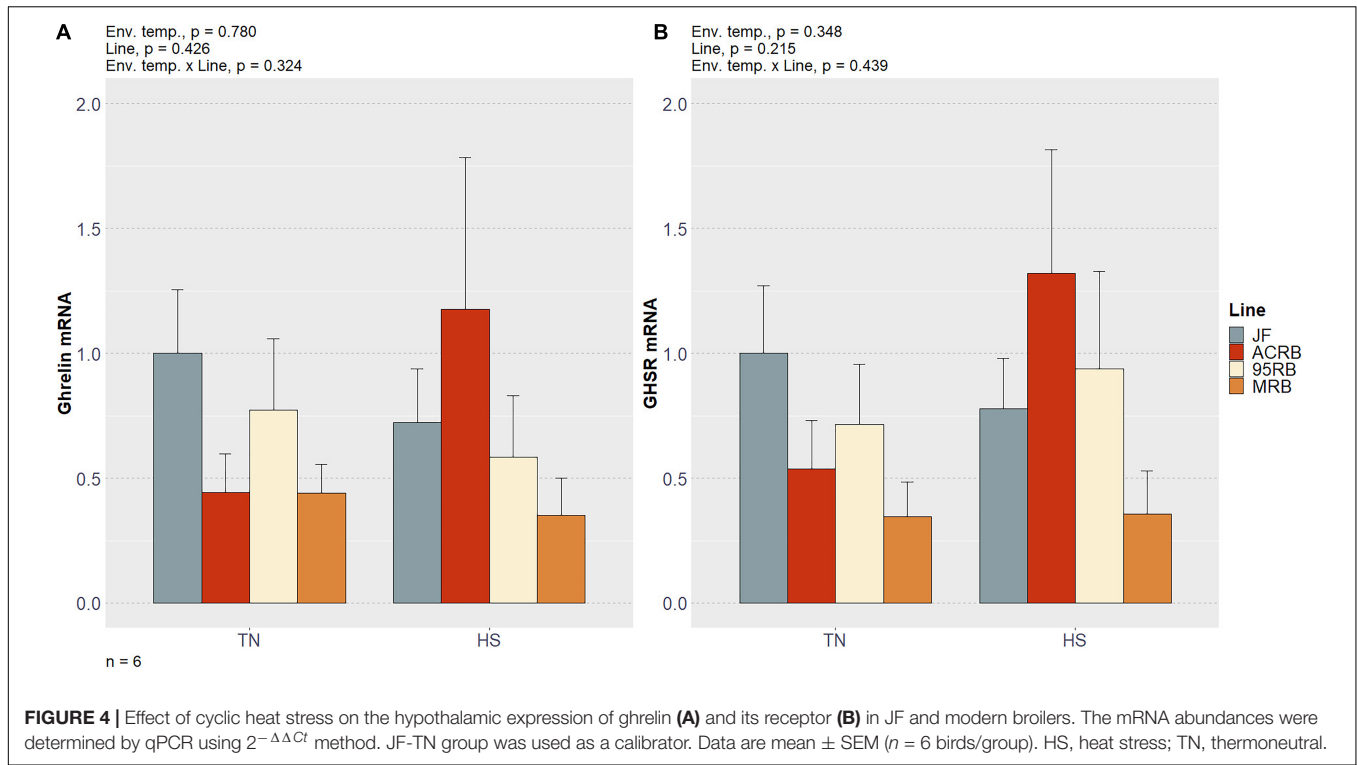 A
Env. temp., p = 0.780
Line, p = 0.426
Env. temp. x Line, p = 0.324
2.0
1.5
1.0
0.5
0.0
Ghrelin mRNA
TN
HS
n = 6
B
Env. temp., p = 0.348
Line, p = 0.215
Env. temp. x Line, p = 0.439
2.0
1.5
1.0
0.5
0.0
GHSR mRNA
TN
HS
Line
JF
ACRB
95RB
MRB
FIGURE 4 | Effect of cyclic heat stress on the hypothalamic expression of ghrelin (A) and its receptor (B) in JF and modern broilers. The mRNA abundances were
determined by qPCR using 2^{−ΔΔCt} method. JF-TN group was used as a calibrator. Data are mean ± SEM (n = 6 birds/group). HS, heat stress; TN, thermoneutral.